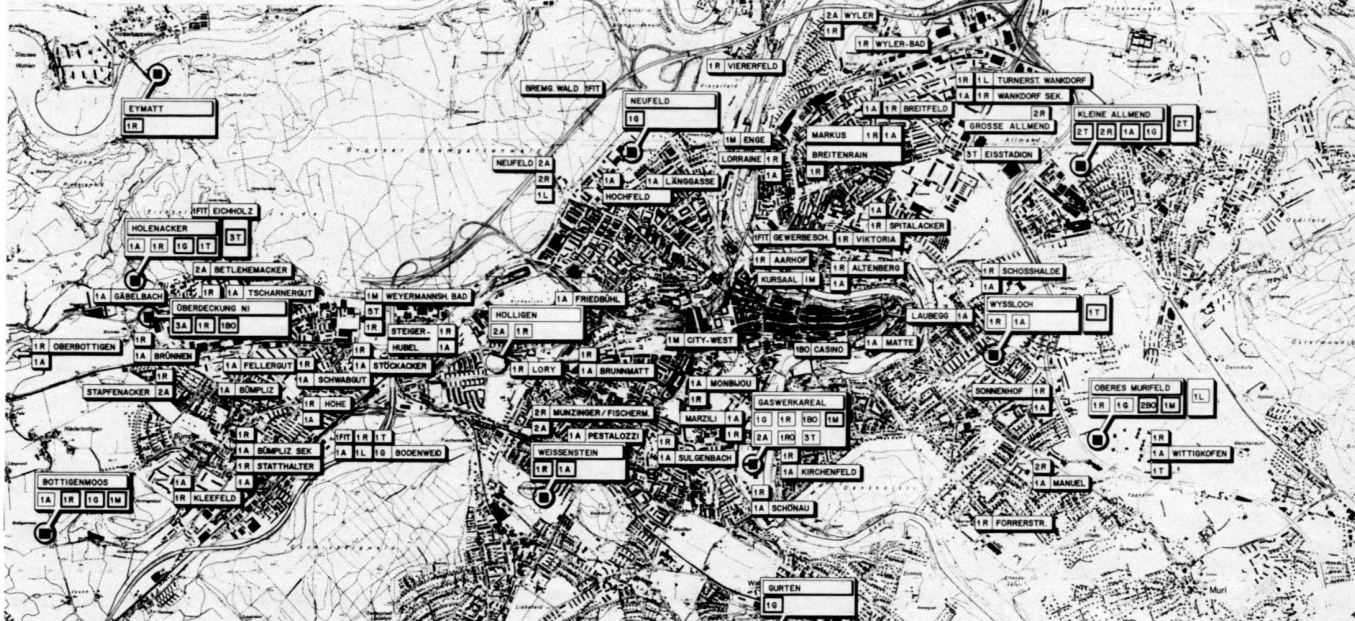 Hinterkappelen
Stausee
Wohlen
EYMATT
1R
2A WYLER
1R
1R WYLER-BAD
1R VIERERFELD
BREMG. WALD 1FIT
NEUFELD
1G
1R 1L TURNERST. WANKDORF
1A 1R WANKDORF SEK.
1A 1R BREITFELD
2R
GROSSE ALLMEND
KLEINE ALLMEND
2T 2R 1A 1G 2T
3T EISSTADION
MARKUS 1R 1A
BREITENRAIN
1R
1M ENGE
LORRAINE 1R
1A
NEUFELD 2A
2R
1L
1A 1A LÄNGGASSE
HOCHFELD
1FIT EICHHOLZ
HOLENACKER
1A 1R 1G 1T 3T
1A
1R SPITALACKER
1FIT GEWERBESCH. 1R VIKTORIA
1R AARHOF
KURSAAL 1M
1R ALTENBERG
1A
1R SCHOSSHALDE
1A
2A BETLEHEMACKER
1R 1A TSCHARNERGUT
1A GÄBELBACH
ÜBERDECKUNG NI
3A 1R 1BO
1M WEYERMANNSH. BAD
5T
1R
STEIGER- 1R
HUBEL 1A
1A FRIEDBÜHL
HOLLIGEN
2A 1R
LAUBEGG 1A
WYSSLOCH
1R 1A 1T
1M CITY-WEST
1BO CASINO
1A MATTE
1R OBERBOTTIGEN
1A
1R
1A BRÜNNEN
1R
STAPFENACKER 2A
1A FELLERGUT
1R
1A STÖCKACKER
1A SCHWABGUT
1A BÜMPLIZ
1R HÖHE
1A
1R LORY
1R
1A BRUNNMATT
1A MONBIJOU
1R
SONNENHOF 1R
1A
OBERES MURIFELD
1R 1G 2BO 1M 1L
GASWERKAREAL
1G 1R 1BO 1M
2A 1RO 3T
MARZILI 1A
1R
2R MUNZINGER/FISCHERM.
2A
1A PESTALOZZI
1R
1A SULGENBACH
WEISSENSTEIN
1R 1A
1R
1A KIRCHENFELD
1R
1A SCHÖNAU
1R
1A BÜMPLIZ SEK
1R STATTHALTER
1A
1FIT 1R 1T
1A 1L 1G BODENWEID
1A
1R KLEEFELD
Niederbottigen
BOTTIGENMOOS
1A 1R 1G 1M
1R
1A WITTIGKOFEN
1T
2R
1A MANUEL
1R FORRERSTR.
Liebefeld
GURTEN
1G
Muri